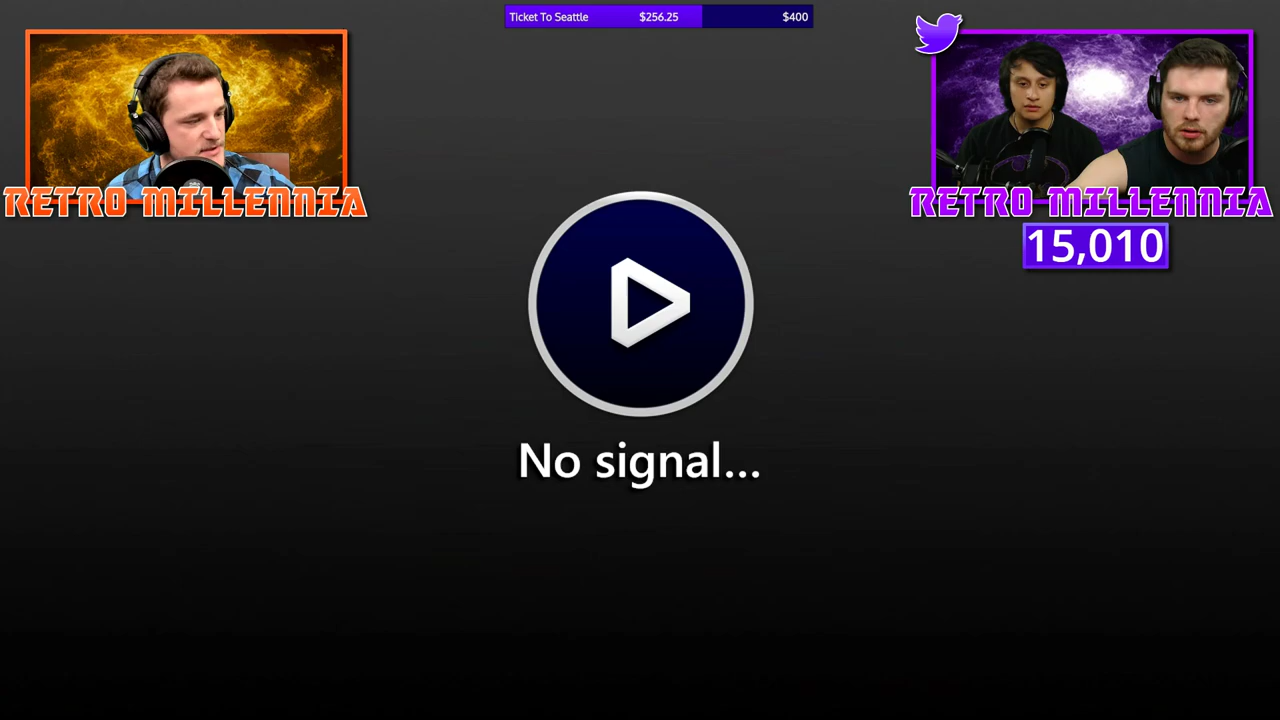 Ticket To Seattle $256.25 $400
RETRO MILLENNIA
RETRO MILLENNIA
15,010
No signal...